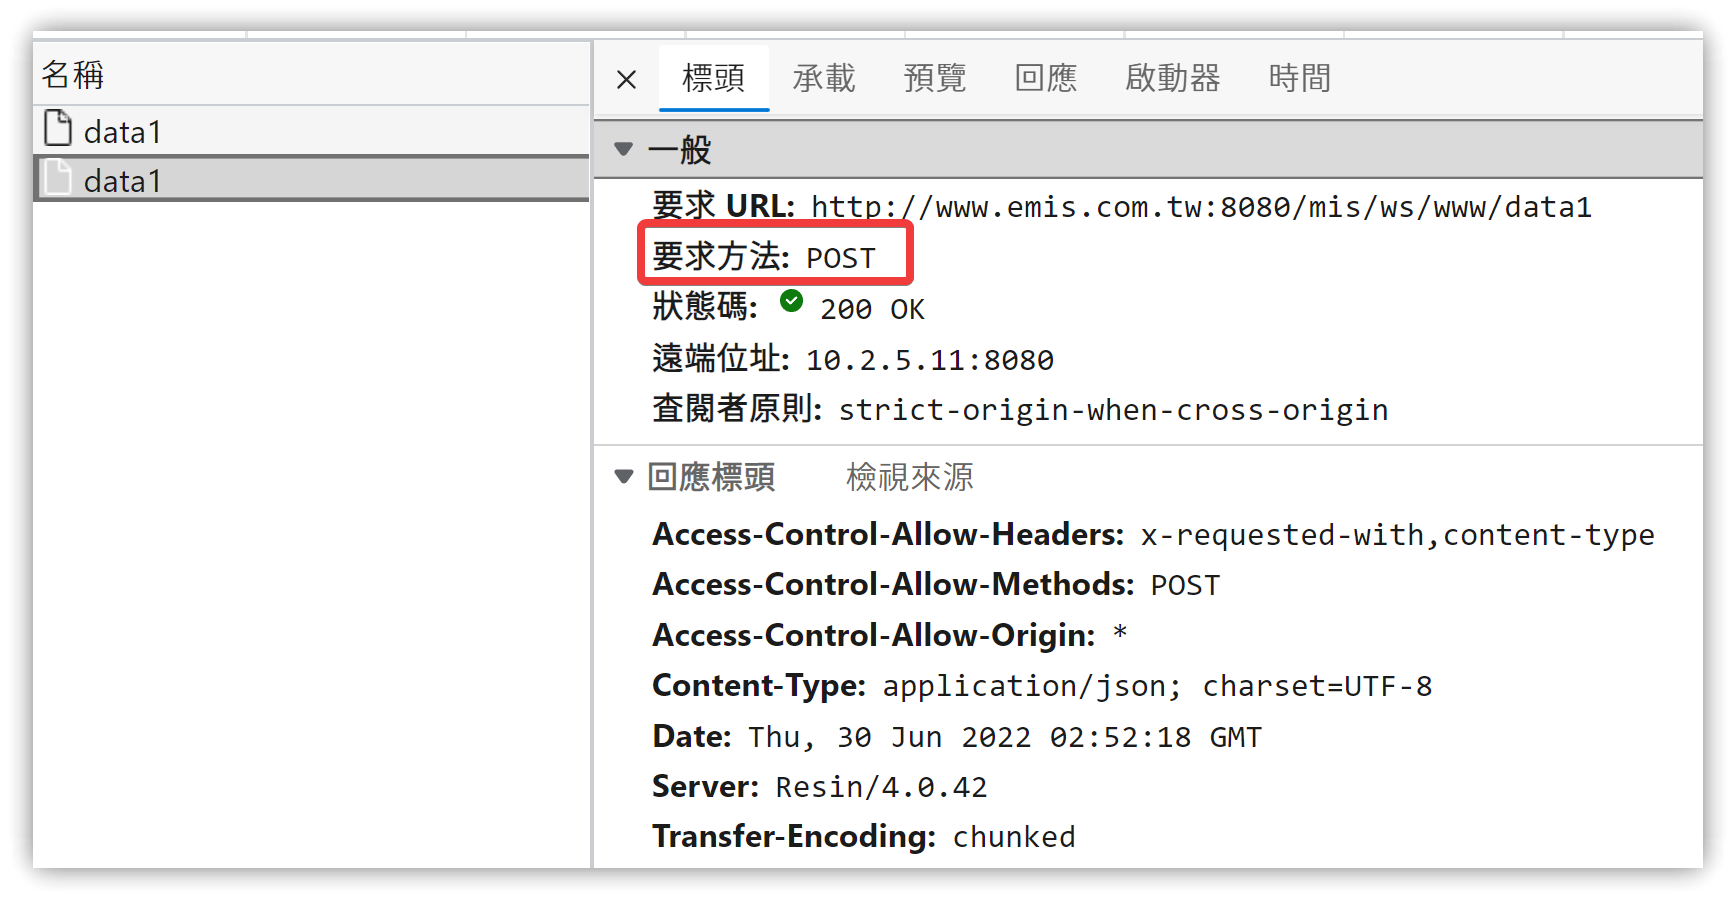 名稱
data1
data1
標頭 承載 預覽 回應 啟動器 時間
一般
要求 URL: http://www.emis.com.tw:8080/mis/ws/www/data1
要求方法: POST
狀態碼: 200 OK
遠端位址: 10.2.5.11:8080
查閱者原則: strict-origin-when-cross-origin
回應標頭 檢視來源
Access-Control-Allow-Headers: x-requested-with,content-type
Access-Control-Allow-Methods: POST
Access-Control-Allow-Origin: *
Content-Type: application/json; charset=UTF-8
Date: Thu, 30 Jun 2022 02:52:18 GMT
Server: Resin/4.0.42
Transfer-Encoding: chunked